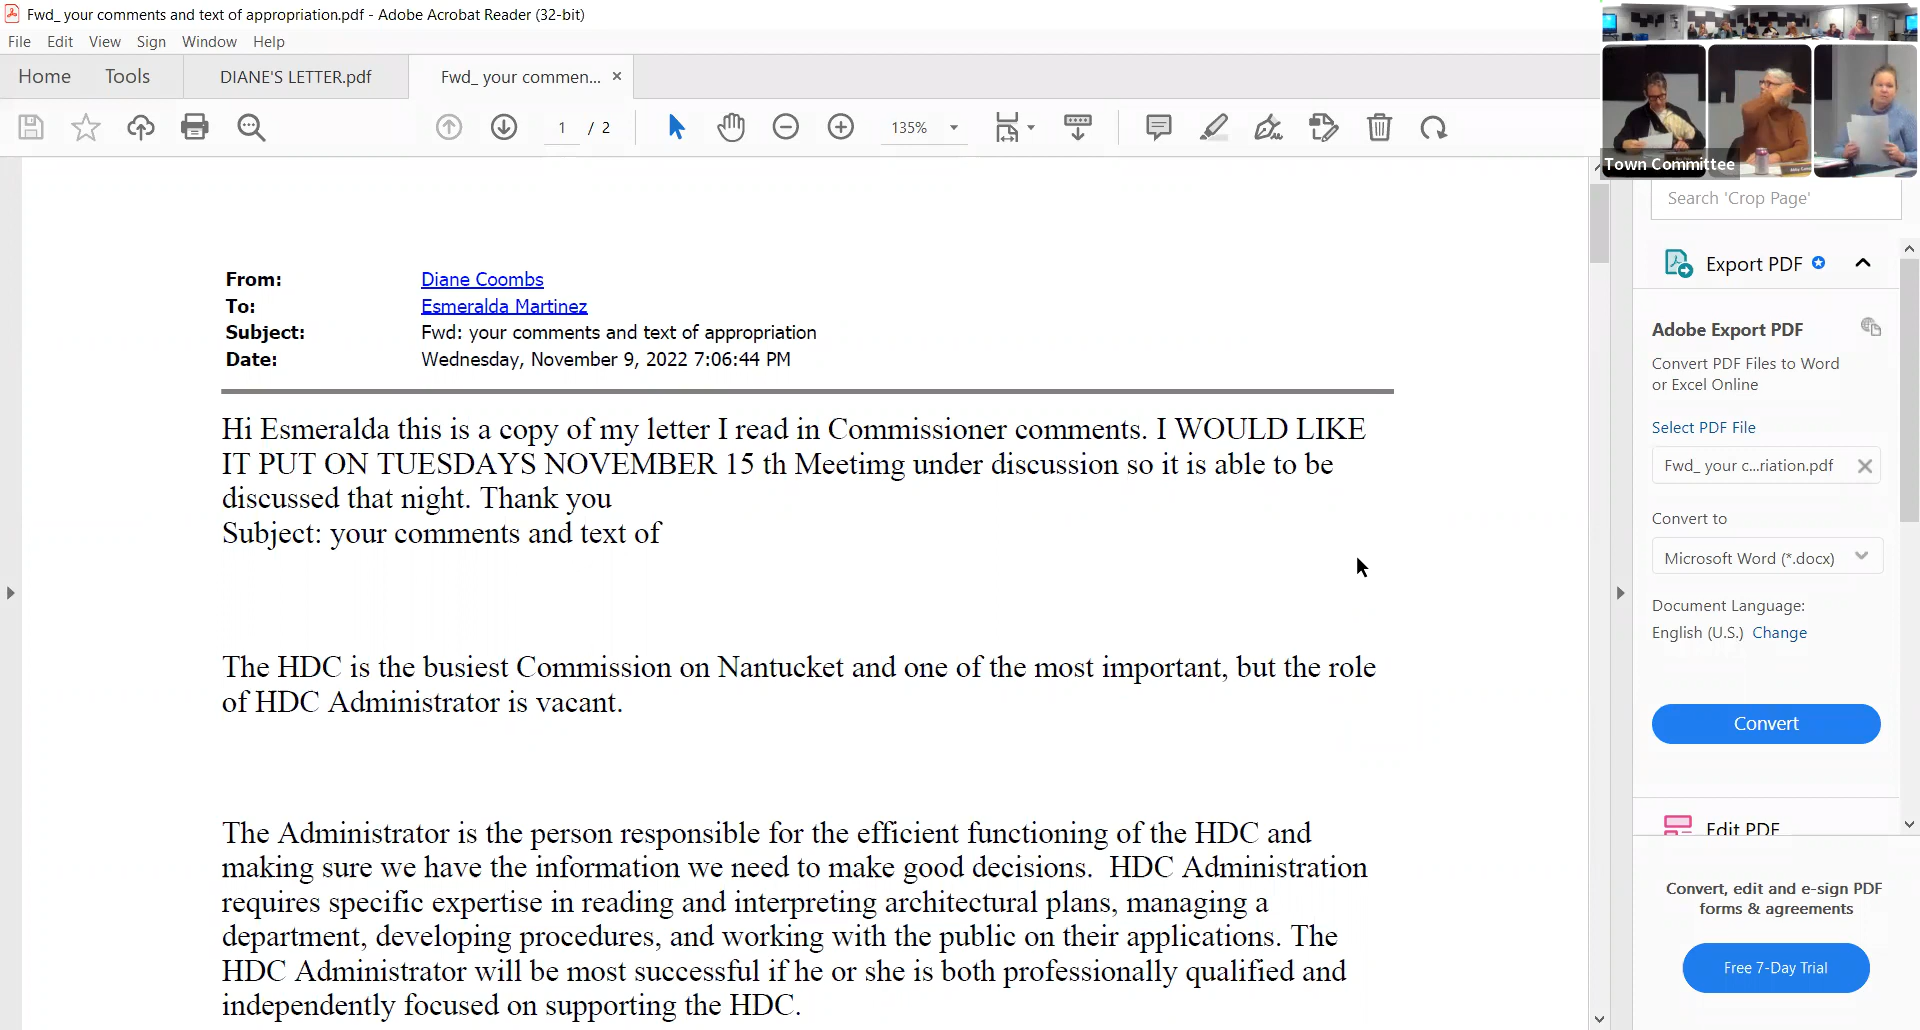 Fwd_ your comments and text of appropriation.pdf - Adobe Acrobat Reader (32-bit)
File Edit View Sign Window Help
Home Tools DIANE'S LETTER.pdf Fwd_ your commen... ×
1 / 2 135%
Town Committee
Search 'Crop Page'
From: Diane Coombs
To: Esmeralda Martinez
Subject: Fwd: your comments and text of appropriation
Date: Wednesday, November 9, 2022 7:06:44 PM
Hi Esmeralda this is a copy of my letter I read in Commissioner comments. I WOULD LIKE
IT PUT ON TUESDAYS NOVEMBER 15 th Meetimg under discussion so it is able to be
discussed that night. Thank you
Subject: your comments and text of
The HDC is the busiest Commission on Nantucket and one of the most important, but the role
of HDC Administrator is vacant.
The Administrator is the person responsible for the efficient functioning of the HDC and
making sure we have the information we need to make good decisions.  HDC Administration
requires specific expertise in reading and interpreting architectural plans, managing a
department, developing procedures, and working with the public on their applications. The
HDC Administrator will be most successful if he or she is both professionally qualified and
independently focused on supporting the HDC.
Export PDF
Adobe Export PDF
Convert PDF Files to Word
or Excel Online
Select PDF File
Fwd_ your c...riation.pdf
Convert to
Microsoft Word (*.docx)
Document Language:
English (U.S.) Change
Convert
Edit PDF
Convert, edit and e-sign PDF
forms & agreements
Free 7-Day Trial